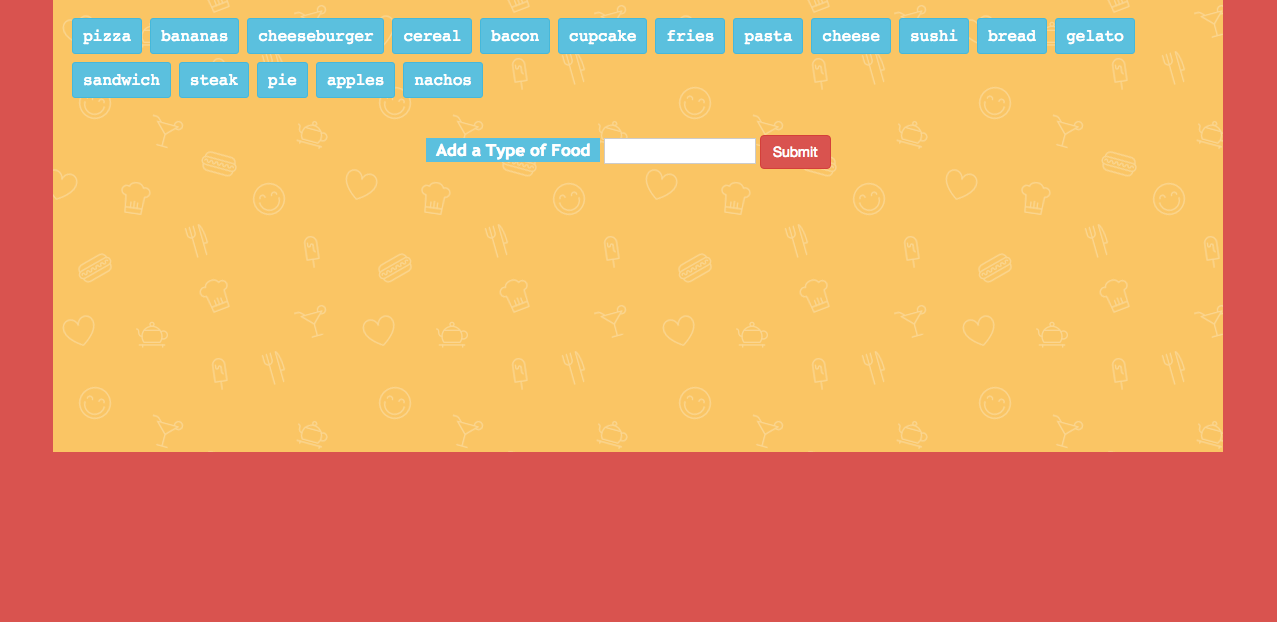 pizza bananas cheeseburger cereal bacon cupcake fries pasta cheese sushi bread gelato
sandwich steak pie apples nachos
Add a Type of Food Submit